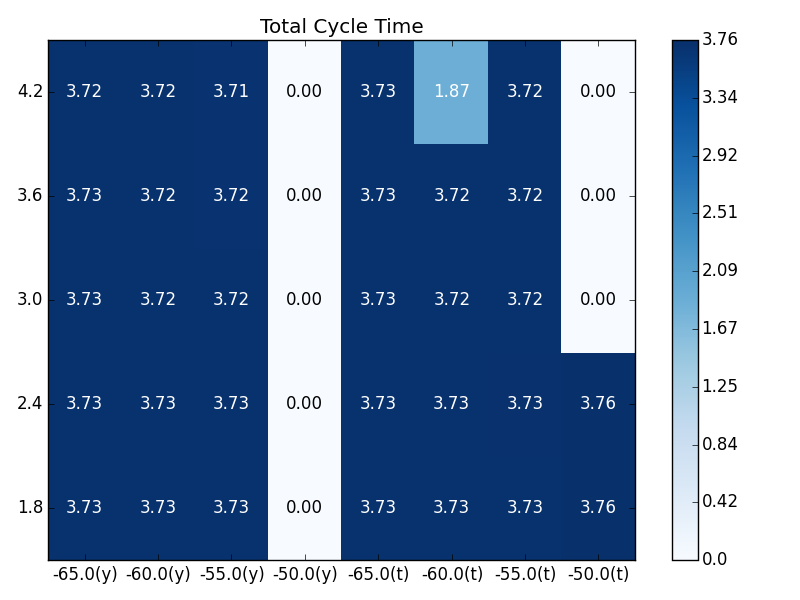 Total Cycle Time
4.2 3.72 3.72 3.71 0.00 3.73 1.87 3.72 0.00
3.6 3.73 3.72 3.72 0.00 3.73 3.72 3.72 0.00
3.0 3.73 3.72 3.72 0.00 3.73 3.72 3.72 0.00
2.4 3.73 3.73 3.73 0.00 3.73 3.73 3.73 3.76
1.8 3.73 3.73 3.73 0.00 3.73 3.73 3.73 3.76
-65.0(y) -60.0(y) -55.0(y) -50.0(y) -65.0(t) -60.0(t) -55.0(t) -50.0(t)
3.76
3.34
2.92
2.51
2.09
1.67
1.25
0.84
0.42
0.0